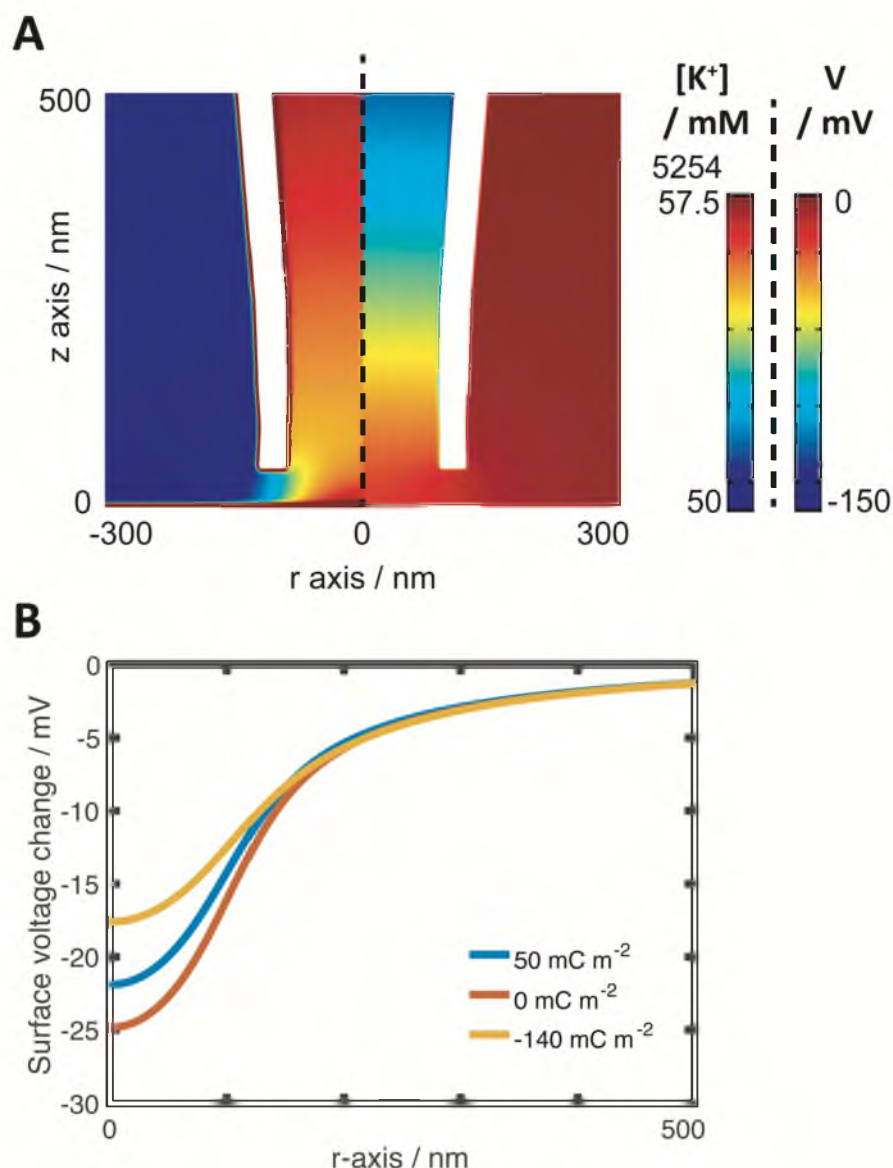 A
[K⁺] / mM
V / mV
5254
57.5
0
50
-150
500
0
z axis / nm
-300
0
300
r axis / nm
B
0
-5
-10
-15
-20
-25
-30
Surface voltage change / mV
50 mC m⁻²
0 mC m⁻²
-140 mC m⁻²
0
500
r-axis / nm